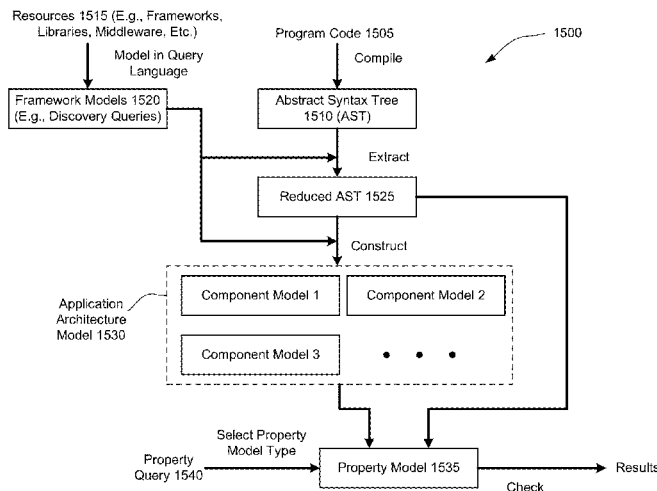 Resources 1515 (E.g., Frameworks,
Libraries, Middleware, Etc.)
Program Code 1505
1500
Model in Query
Language
Compile
Framework Models 1520
(E.g., Discovery Queries)
Abstract Syntax Tree
1510 (AST)
Extract
Reduced AST 1525
Construct
Application
Architecture
Model 1530
Component Model 1
Component Model 2
Component Model 3
Select Property
Model Type
Property
Query 1540
Property Model 1535
Check
Results